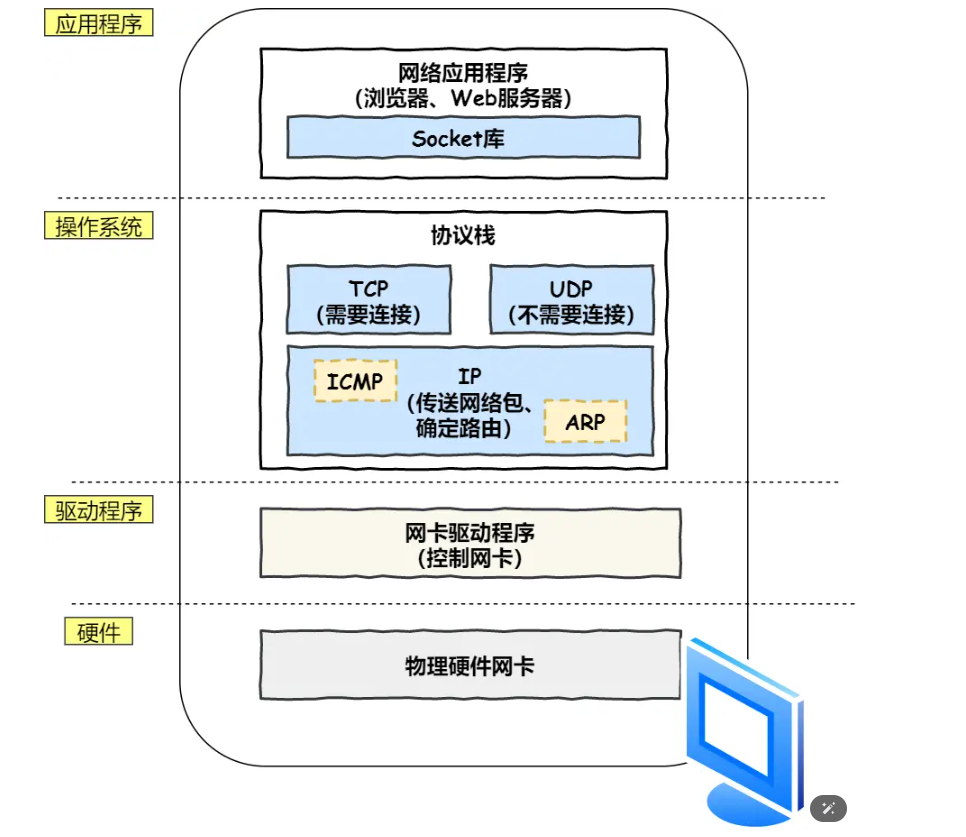 应用程序
网络应用程序
(浏览器、Web服务器)
Socket库
操作系统
协议栈
TCP
(需要连接)
UDP
(不需要连接)
ICMP
IP
(传送网络包、
确定路由)
ARP
驱动程序
网卡驱动程序
(控制网卡)
硬件
物理硬件网卡